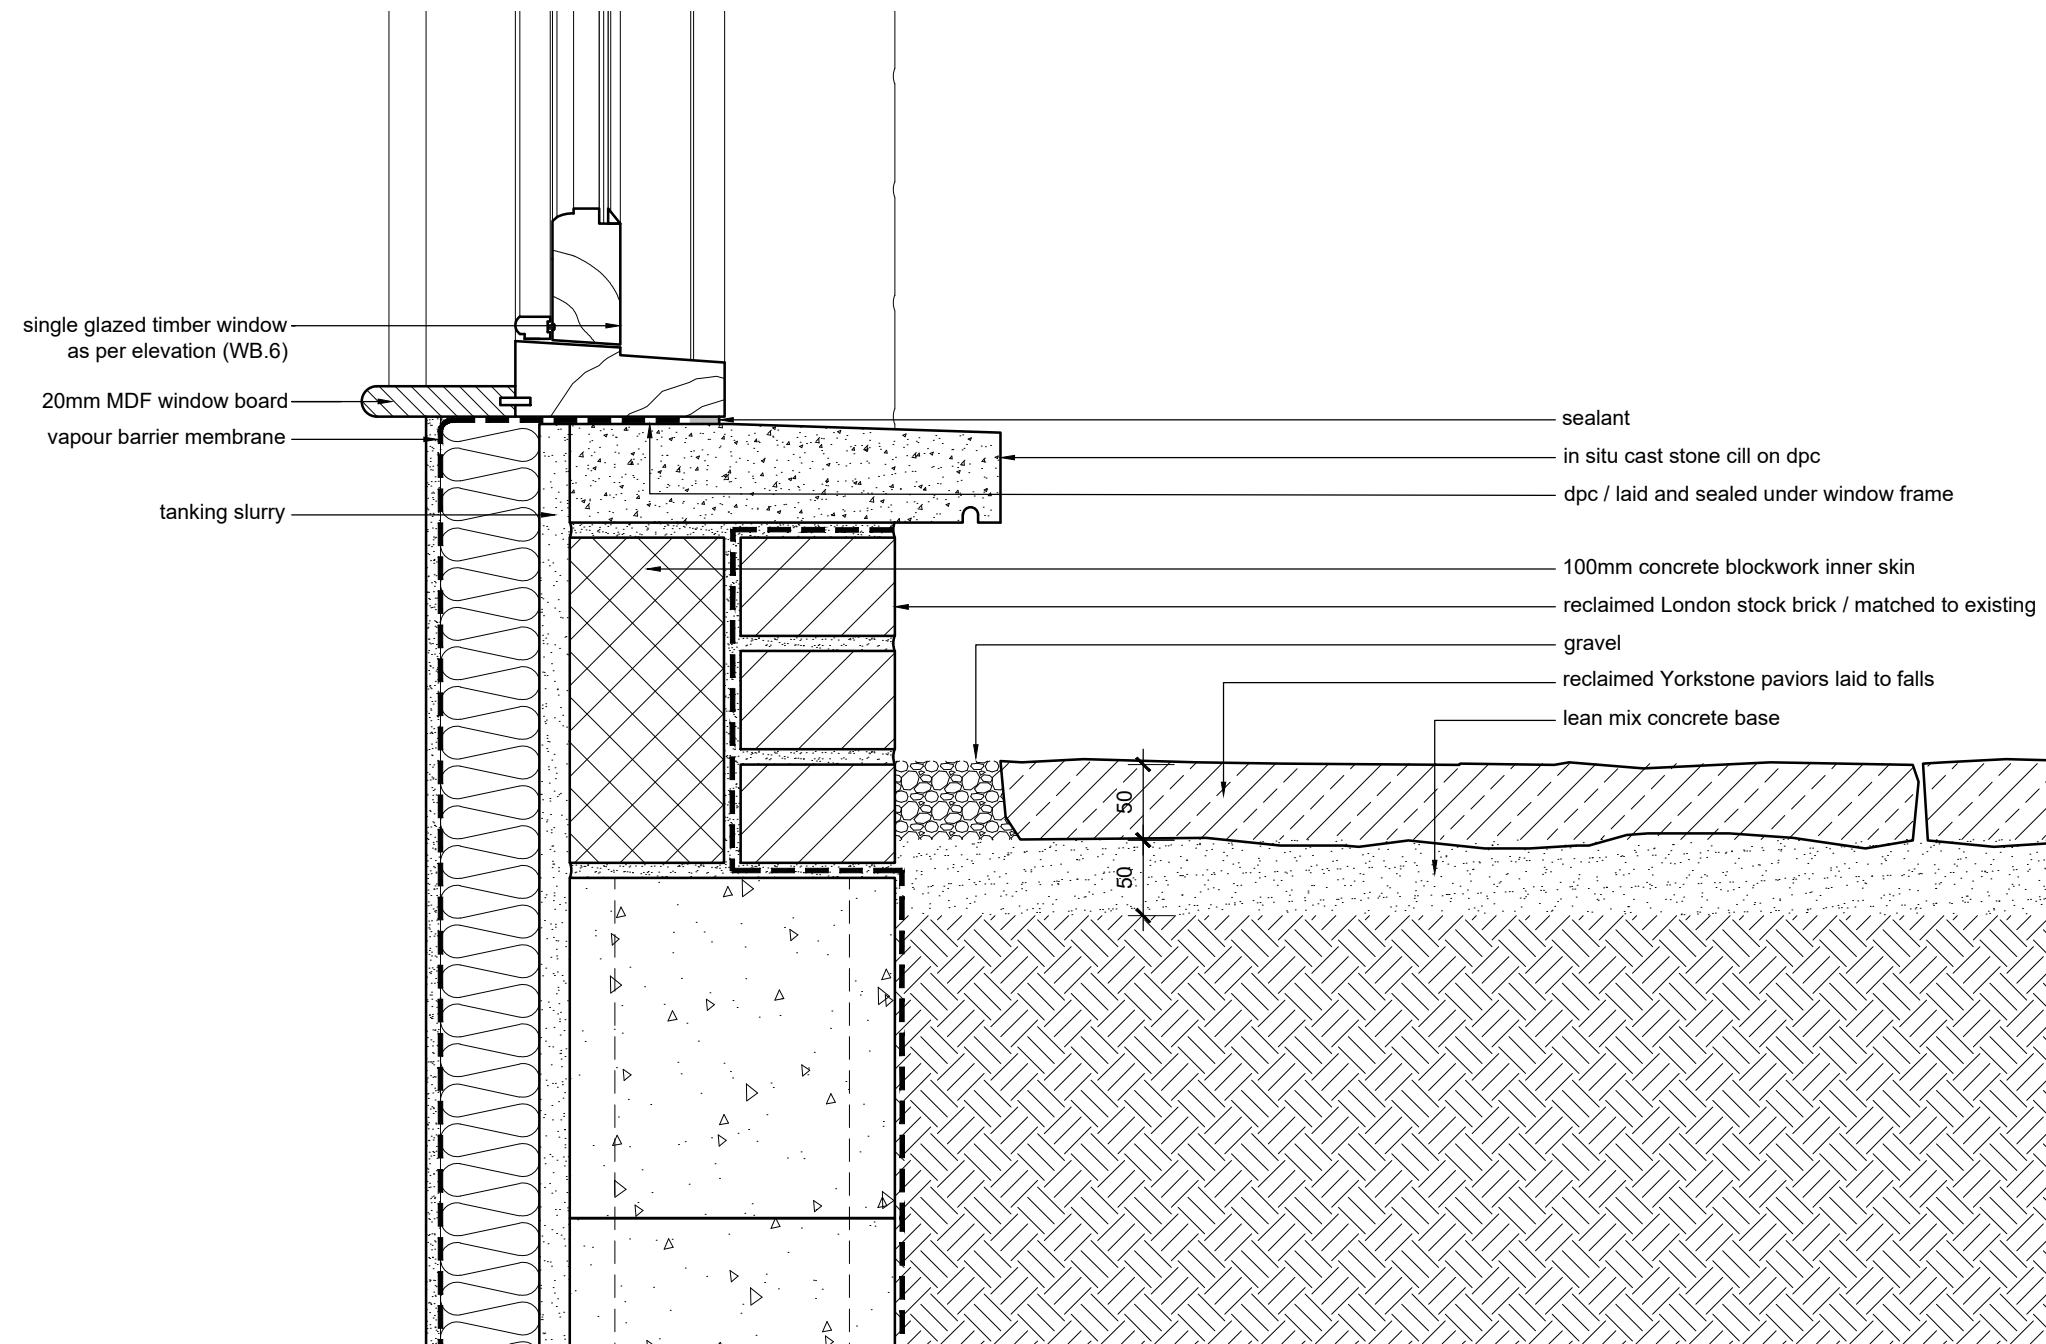 single glazed timber window
as per elevation (WB.6)
20mm MDF window board
vapour barrier membrane
tanking slurry
sealant
in situ cast stone cill on dpc
dpc / laid and sealed under window frame
100mm concrete blockwork inner skin
reclaimed London stock brick / matched to existing
gravel
reclaimed Yorkstone paviors laid to falls
lean mix concrete base
50
50